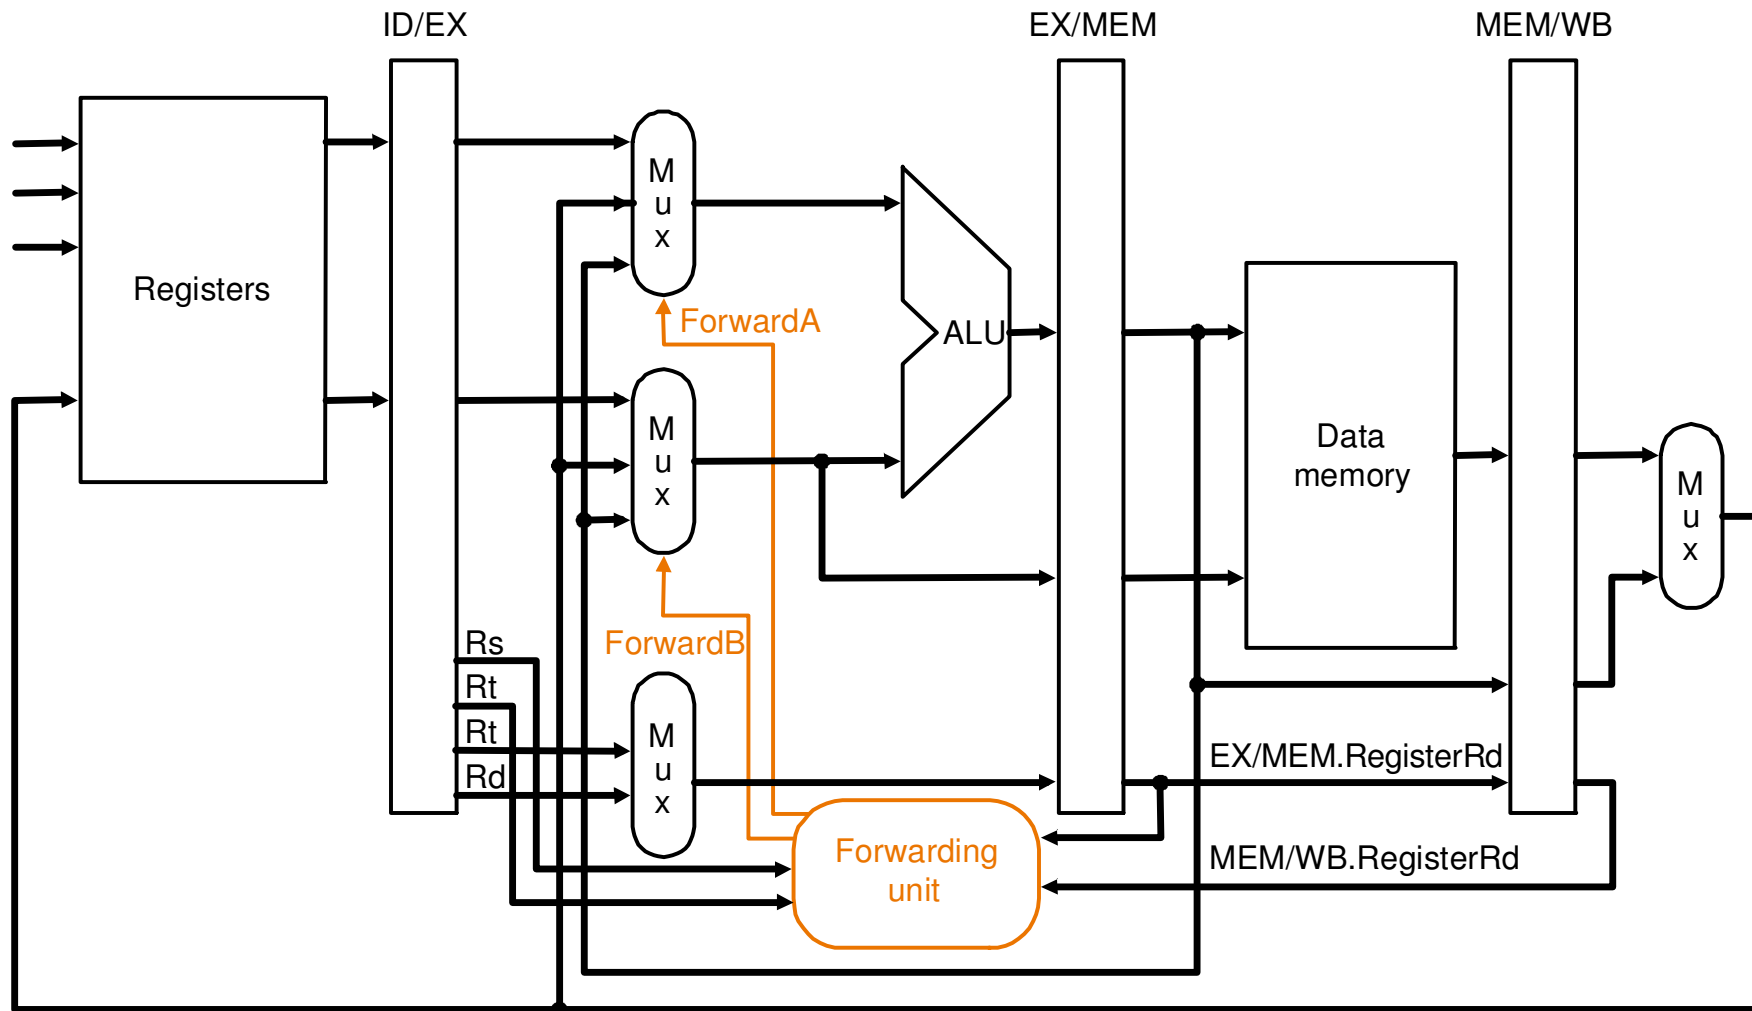 ID/EX
EX/MEM
MEM/WB
M
u
x
Registers
ForwardA
ALU
M
u
x
Data
memory
M
u
x
Rs
ForwardB
Rt
Rt
Rd
M
u
x
EX/MEM.RegisterRd
Forwarding
unit
MEM/WB.RegisterRd